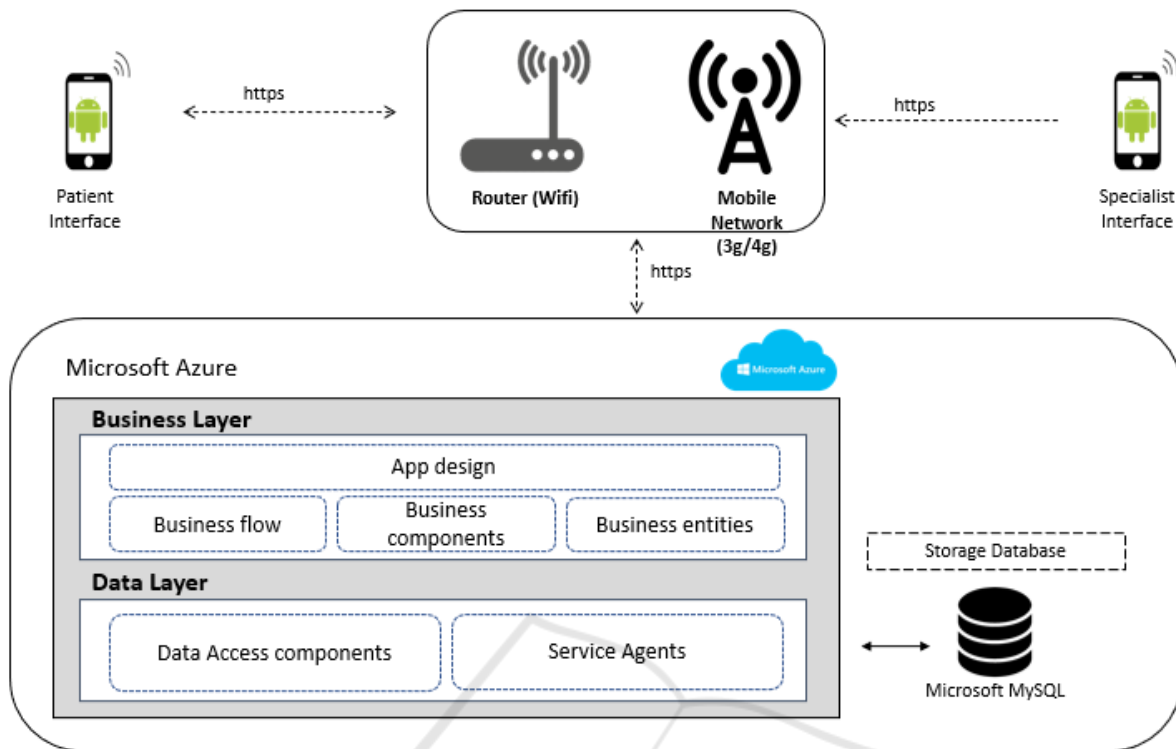 https
https
Patient
Interface
Router (Wifi)
Mobile
Network
(3g/4g)
Specialist
Interface
https
Microsoft Azure
Microsoft Azure
Business Layer
App design
Business flow
Business
components
Business entities
Data Layer
Data Access components
Service Agents
Storage Database
Microsoft MySQL